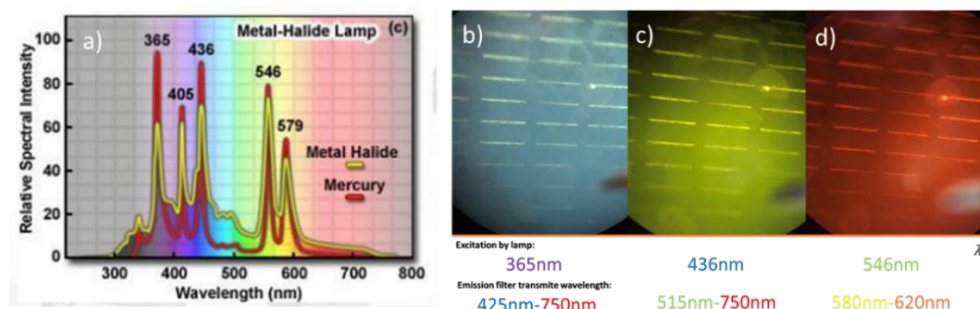 a)
Metal-Halide Lamp (c)
Relative Spectral Intensity
100
80
60
40
20
0
365
405
436
546
579
Metal Halide
Mercury
300 400 500 600 700 800
Wavelength (nm)
b) c) d)
Excitation by lamp:
365nm 436nm 546nm
λ
Emission filter transmite wavelength:
425nm-750nm 515nm-750nm 580nm-620nm